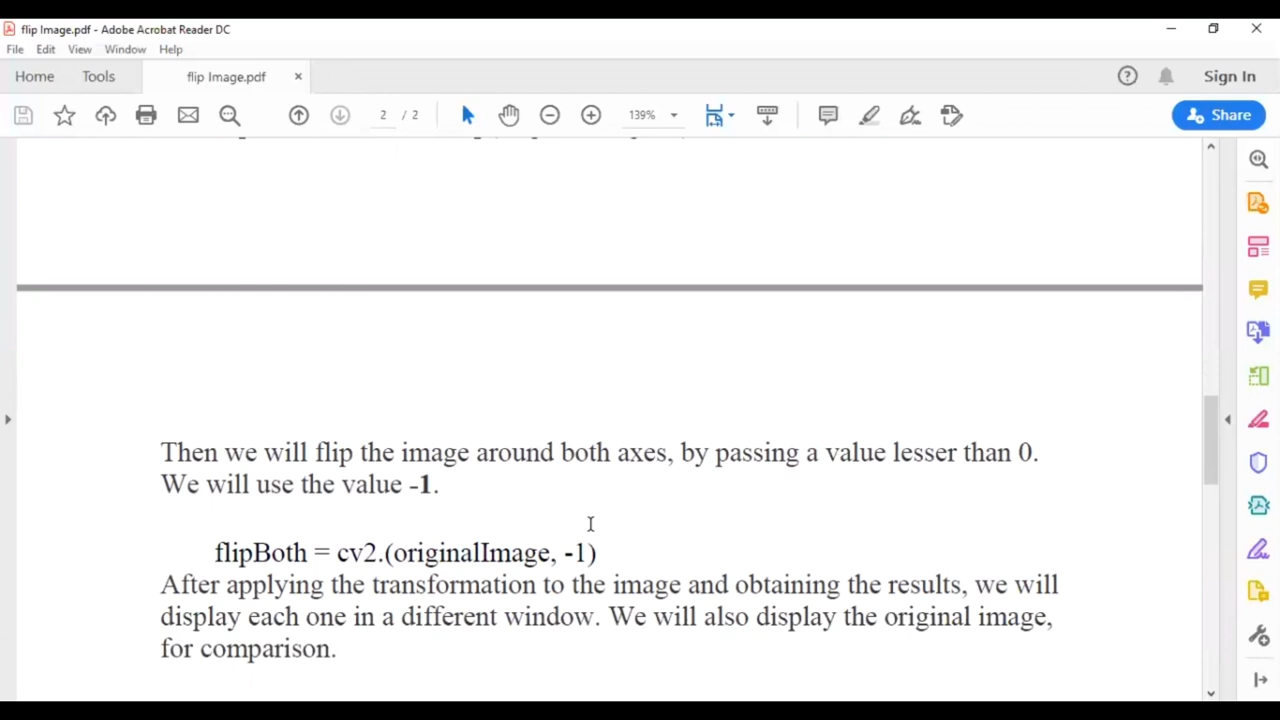 flip Image.pdf - Adobe Acrobat Reader DC
File Edit View Window Help
Home Tools flip Image.pdf × Sign In
2 / 2 139% Share
Then we will flip the image around both axes, by passing a value lesser than 0.
We will use the value -1.
flipBoth = cv2.(originalImage, -1)
After applying the transformation to the image and obtaining the results, we will
display each one in a different window. We will also display the original image,
for comparison.